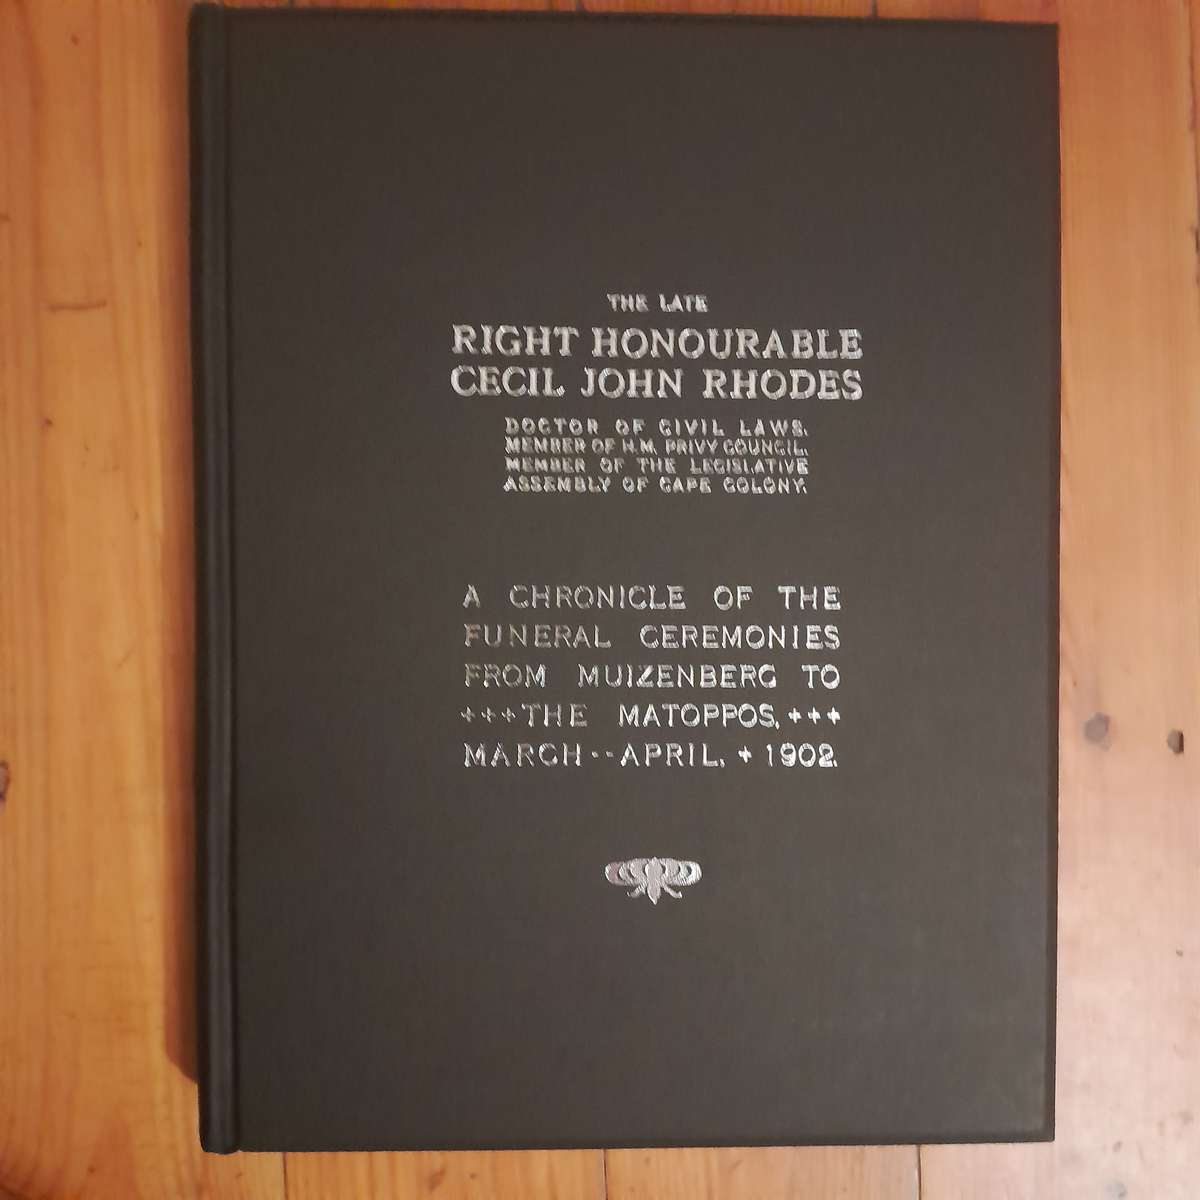 THE LATE
RIGHT HONOURABLE
CECIL JOHN RHODES
DOCTOR OF CIVIL LAWS.
MEMBER OF H.M. PRIVY COUNCIL.
MEMBER OF THE LEGISLATIVE
ASSEMBLY OF CAPE COLONY.
A CHRONICLE OF THE
FUNERAL CEREMONIES
FROM MUIZENBERG TO
+++THE MATOPPOS,+++
MARCH--APRIL, + 1902.